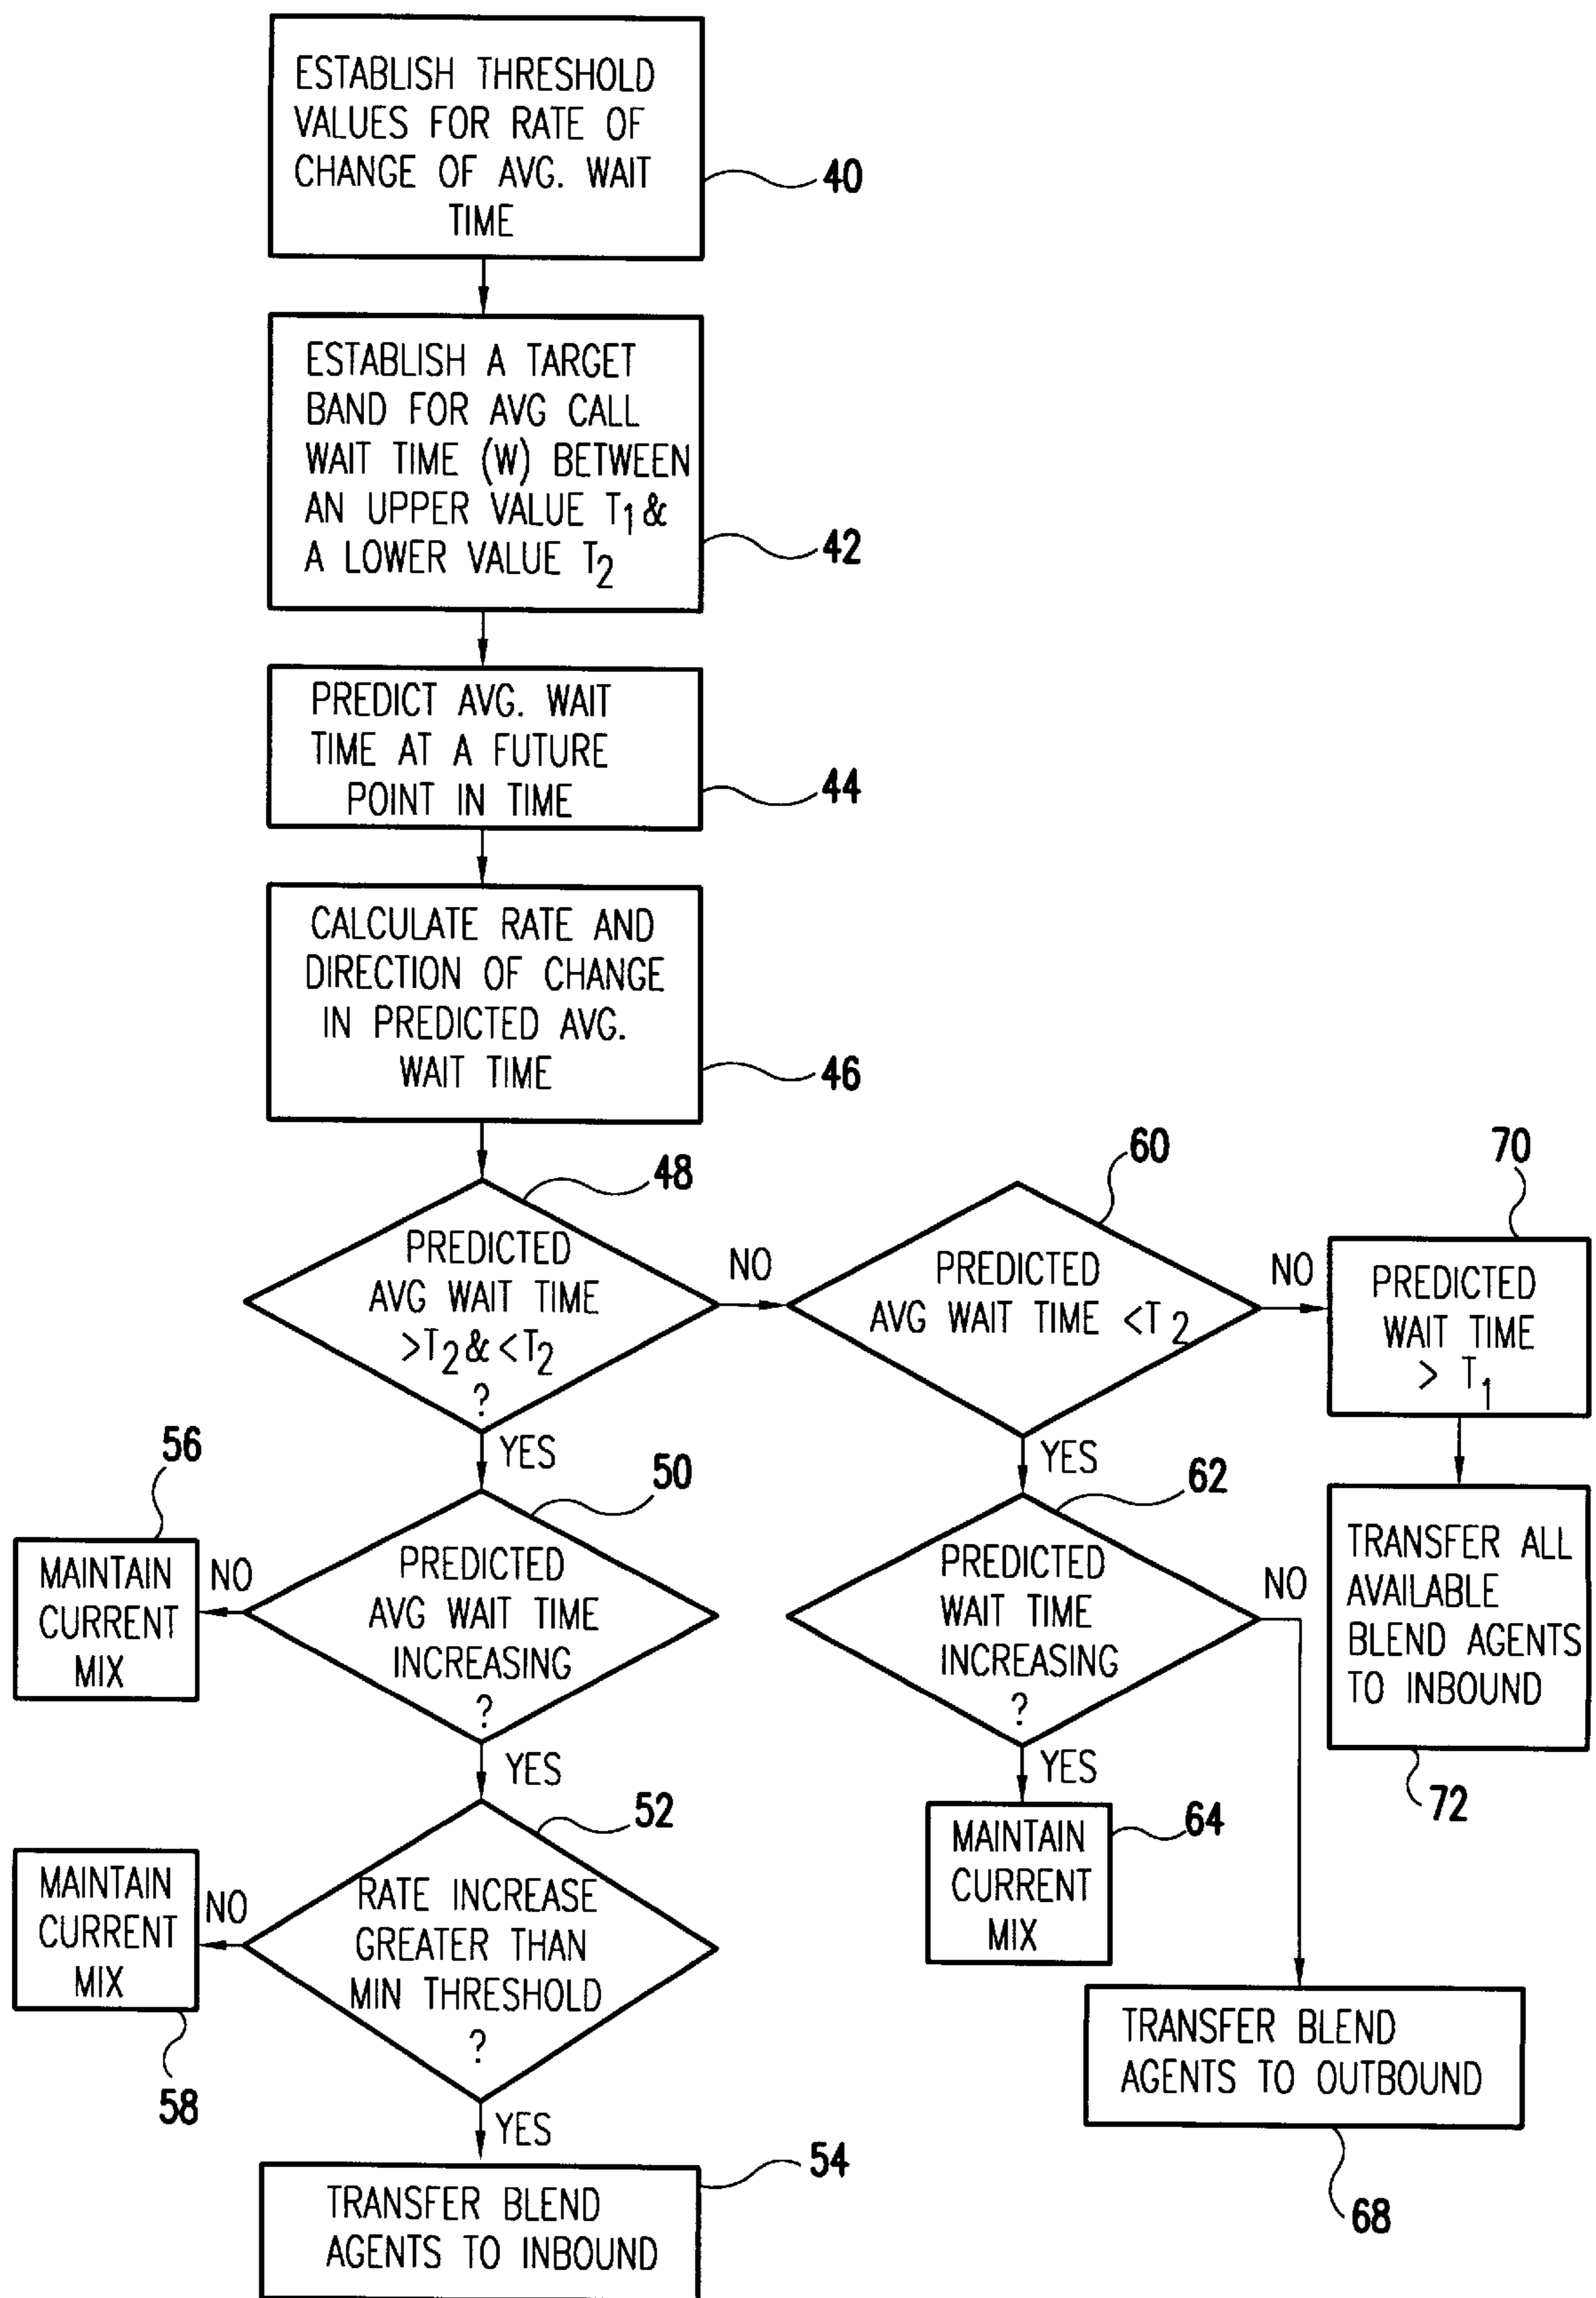 ESTABLISH THRESHOLD
VALUES FOR RATE OF
CHANGE OF AVG. WAIT
TIME
40
ESTABLISH A TARGET
BAND FOR AVG CALL
WAIT TIME (W) BETWEEN
AN UPPER VALUE T1 &
A LOWER VALUE T2
42
PREDICT AVG. WAIT
TIME AT A FUTURE
POINT IN TIME
44
CALCULATE RATE AND
DIRECTION OF CHANGE
IN PREDICTED AVG.
WAIT TIME
46
48
PREDICTED
AVG WAIT TIME
>T2 & <T2
?
NO
YES
60
PREDICTED
AVG WAIT TIME <T2
NO
YES
70
PREDICTED
WAIT TIME
> T1
56
MAINTAIN
CURRENT
MIX
NO
50
PREDICTED
AVG WAIT TIME
INCREASING
?
YES
62
PREDICTED
WAIT TIME
INCREASING
?
NO
YES
TRANSFER ALL
AVAILABLE
BLEND AGENTS
TO INBOUND
72
MAINTAIN
CURRENT
MIX
58
NO
52
RATE INCREASE
GREATER THAN
MIN THRESHOLD
?
YES
MAINTAIN
CURRENT
MIX
64
TRANSFER BLEND
AGENTS TO OUTBOUND
68
TRANSFER BLEND
AGENTS TO INBOUND
54